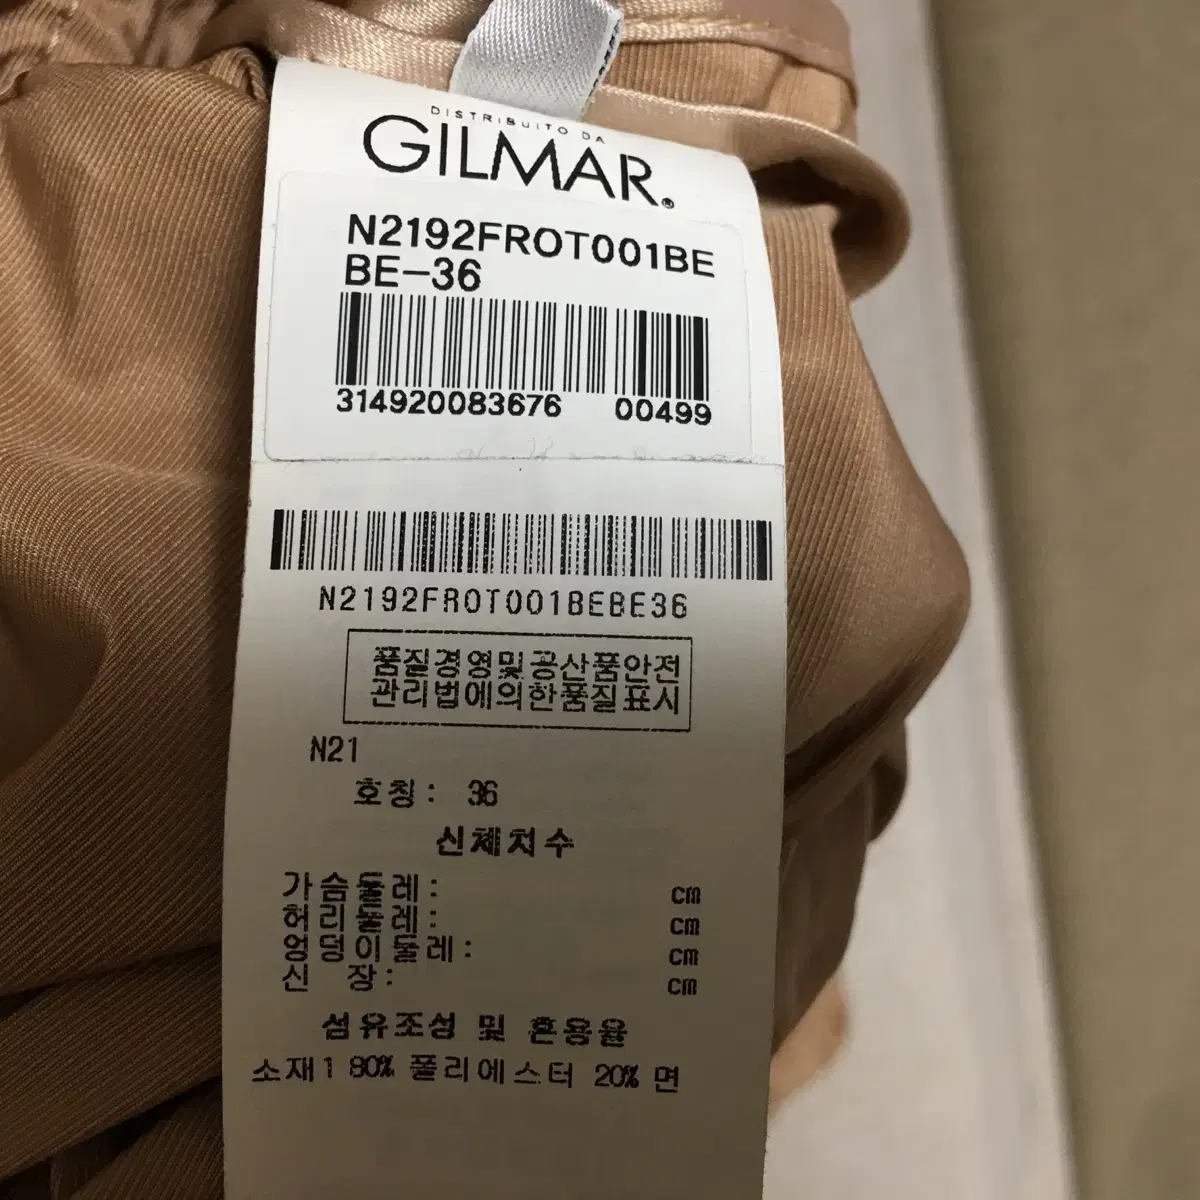 DISTRIBUITO DA
GILMAR®
N2192FROT001BE
BE-36
314920083676 00499
N2192FROT001BEBE36
품질경영및공산품안전
관리법에의한품질표시
N21
호칭: 36
신체처수
가슴둘레: cm
허리둘레: cm
엉덩이둘레: cm
신 장: cm
섬유조성 및 혼용율
소재1 80% 폴리에스터 20% 면